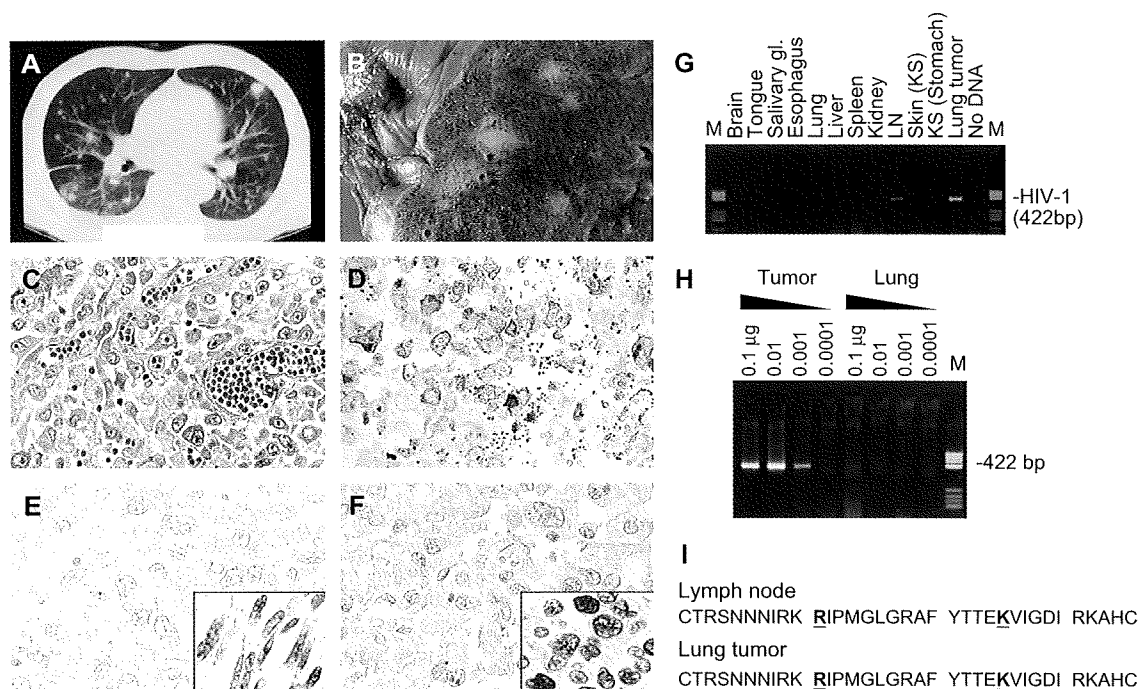 A
B
C
D
E
F
G
M
Brain
Tongue
Salivary gl.
Esophagus
Lung
Liver
Spleen
Kidney
LN
Skin (KS)
KS (Stomach)
Lung tumor
No DNA
M
-HIV-1
(422bp)
H
Tumor
Lung
0.1 µg
0.01
0.001
0.0001
0.1 µg
0.01
0.001
0.0001
M
-422 bp
I
Lymph node
CTRSNNNIRK RIPMGLGRAF YTTEKVIGDI RKAHC
Lung tumor
CTRSNNNIRK RIPMGLGRAF YTTEKVIGDI RKAHC